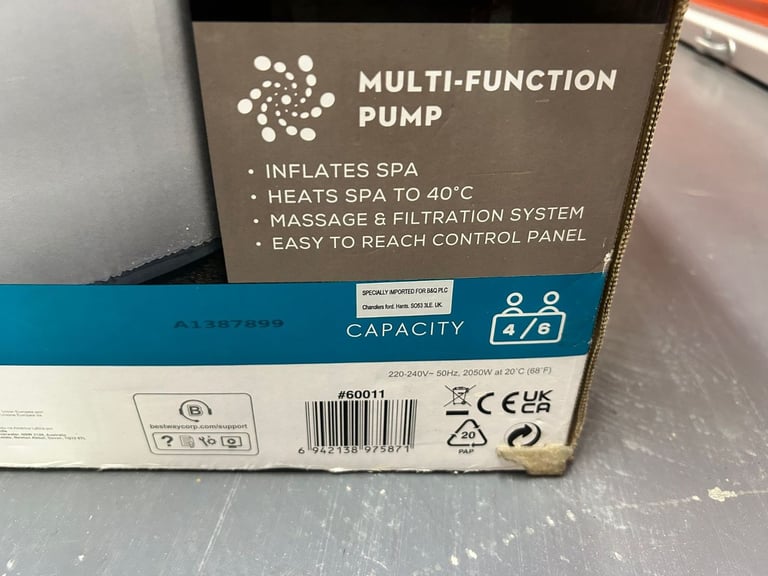 MULTI-FUNCTION
PUMP
• INFLATES SPA
• HEATS SPA TO 40°C
• MASSAGE & FILTRATION SYSTEM
• EASY TO REACH CONTROL PANEL
SPECIALLY IMPORTED FOR B&Q PLC
Chandlers ford. Hants. SO53 3LE. UK.
A1387899
CAPACITY
4/6
220-240V~ 50Hz, 2050W at 20°C (68°F)
#60011
B
bestwaycorp.com/support
?
CE UK
CA
20
PAP
6 942138 975871